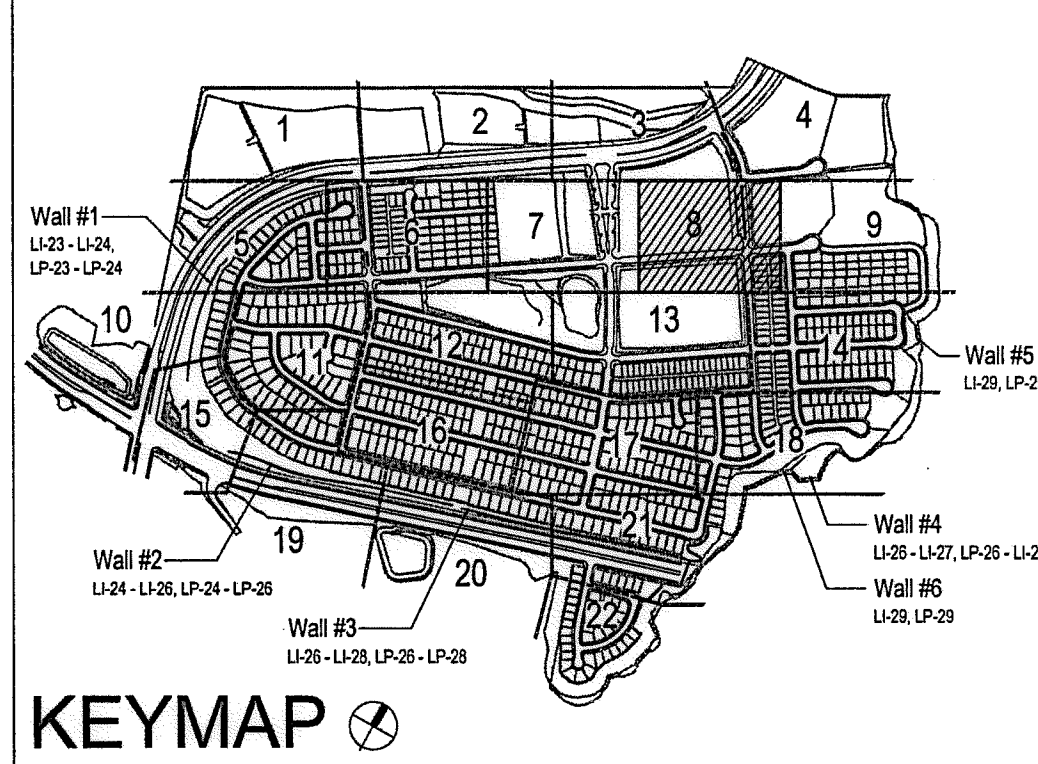 1
2
3
4
Wall #1
LI-23 - LI-24,
LP-23 - LP-24
5
6
7
8
9
10
11
12
13
14
Wall #5
LI-29, LP-2
15
16
17
18
Wall #4
LI-26 - LI-27, LP-26 - LI-2
Wall #2
LI-24 - LI-26, LP-24 - LP-26
19
20
21
Wall #6
LI-29, LP-29
22
Wall #3
LI-26 - LI-28, LP-26 - LP-28
KEYMAP